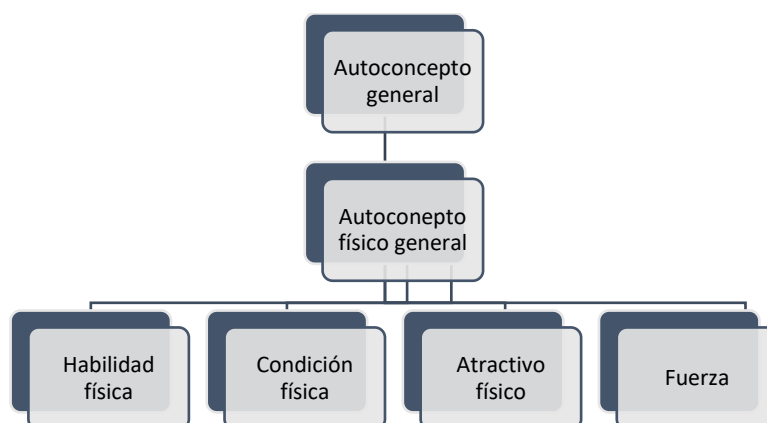 Autoconcepto
general
Autoconepto
físico general
Habilidad
física
Condición
física
Atractivo
físico
Fuerza